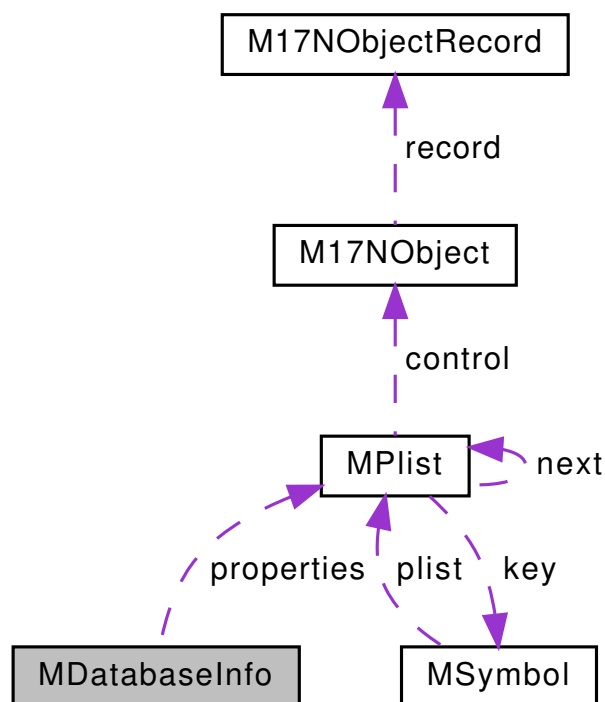 M17NObjectRecord
record
M17NObject
control
MPlist
next
properties
plist
key
MDatabaseInfo
MSymbol